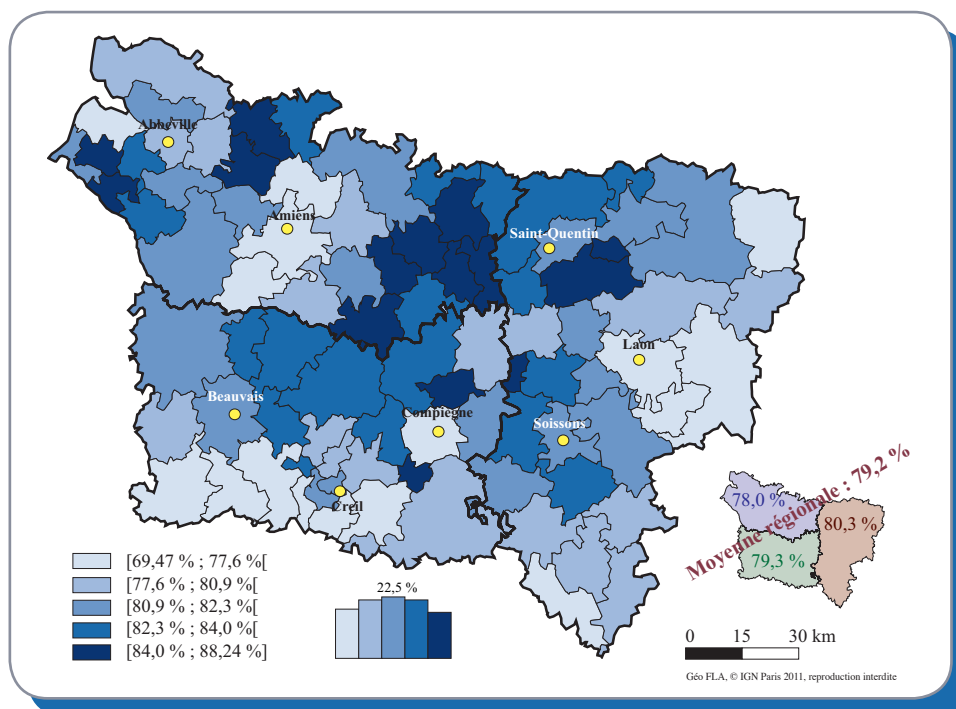 Abbeville
Amiens
Saint-Quentin
Laon
Beauvais
Compiègne
Soissons
Creil
[69,47 % ; 77,6 %[
[77,6 % ; 80,9 %[
[80,9 % ; 82,3 %[
[82,3 % ; 84,0 %[
[84,0 % ; 88,24 %]
22,5 %
Moyenne régionale : 79,2 %
78,0 %
80,3 %
79,3 %
0 15 30 km
Géo FLA, © IGN Paris 2011, reproduction interdite